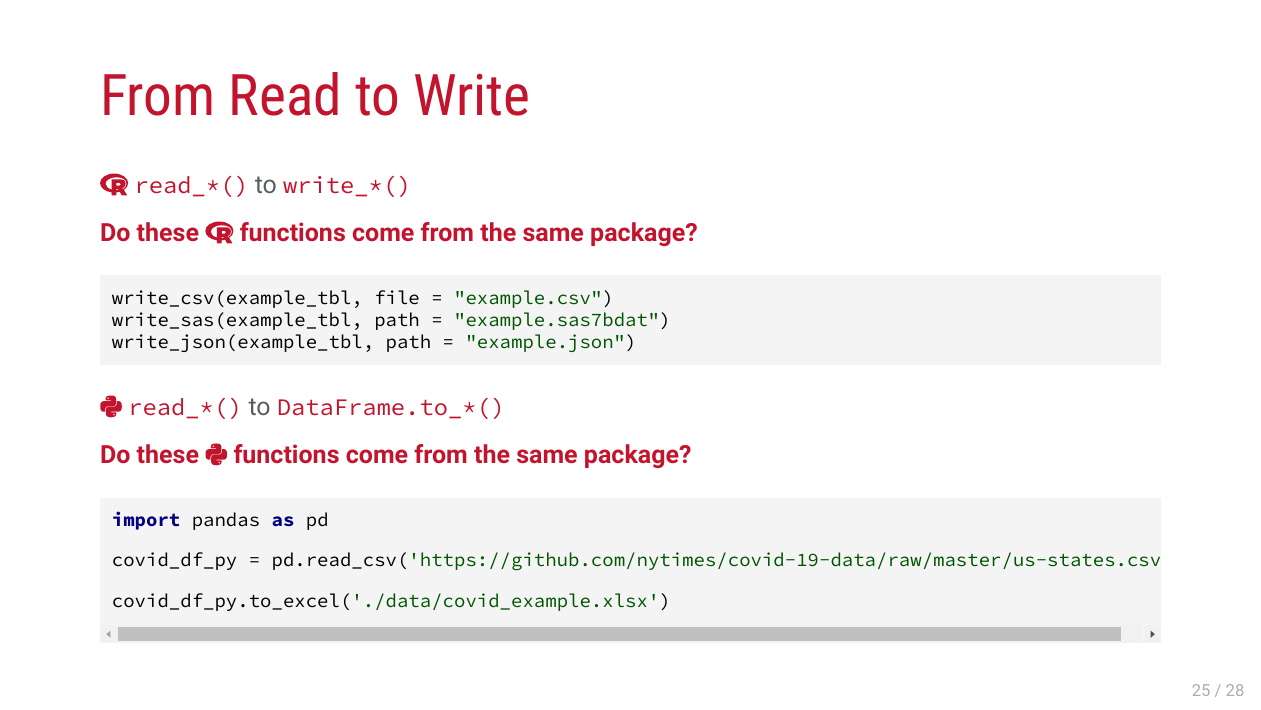 From Read to Write
read_*() to write_*()
Do these functions come from the same package?
write_csv(example_tbl, file = "example.csv")
write_sas(example_tbl, path = "example.sas7bdat")
write_json(example_tbl, path = "example.json")
read_*() to DataFrame.to_*()
Do these functions come from the same package?
import pandas as pd
covid_df_py = pd.read_csv('https://github.com/nytimes/covid-19-data/raw/master/us-states.csv
covid_df_py.to_excel('./data/covid_example.xlsx')
25 / 28